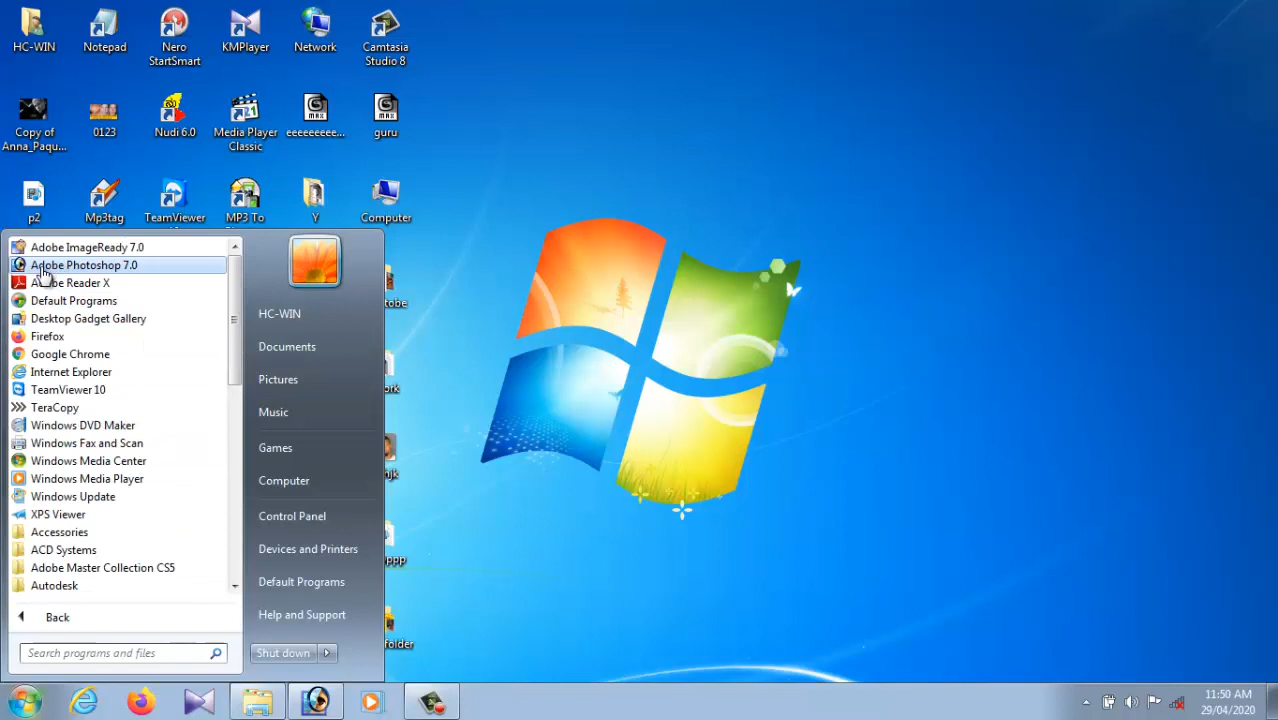 HC-WIN
Notepad
Nero
StartSmart
KMPlayer
Network
Camtasia
Studio 8
Copy of
Anna_Paqu...
0123
Nudi 6.0
Media Player
Classic
eeeeeeeee...
guru
p2
Mp3tag
TeamViewer
MP3 To
Y
Computer
Adobe ImageReady 7.0
Adobe Photoshop 7.0
Adobe Reader X
Default Programs
Desktop Gadget Gallery
Firefox
Google Chrome
Internet Explorer
TeamViewer 10
TeraCopy
Windows DVD Maker
Windows Fax and Scan
Windows Media Center
Windows Media Player
Windows Update
XPS Viewer
Accessories
ACD Systems
Adobe Master Collection CS5
Autodesk
Back
Search programs and files
HC-WIN
Documents
Pictures
Music
Games
Computer
Control Panel
Devices and Printers
Default Programs
Help and Support
Shut down
folder
11:50 AM
29/04/2020